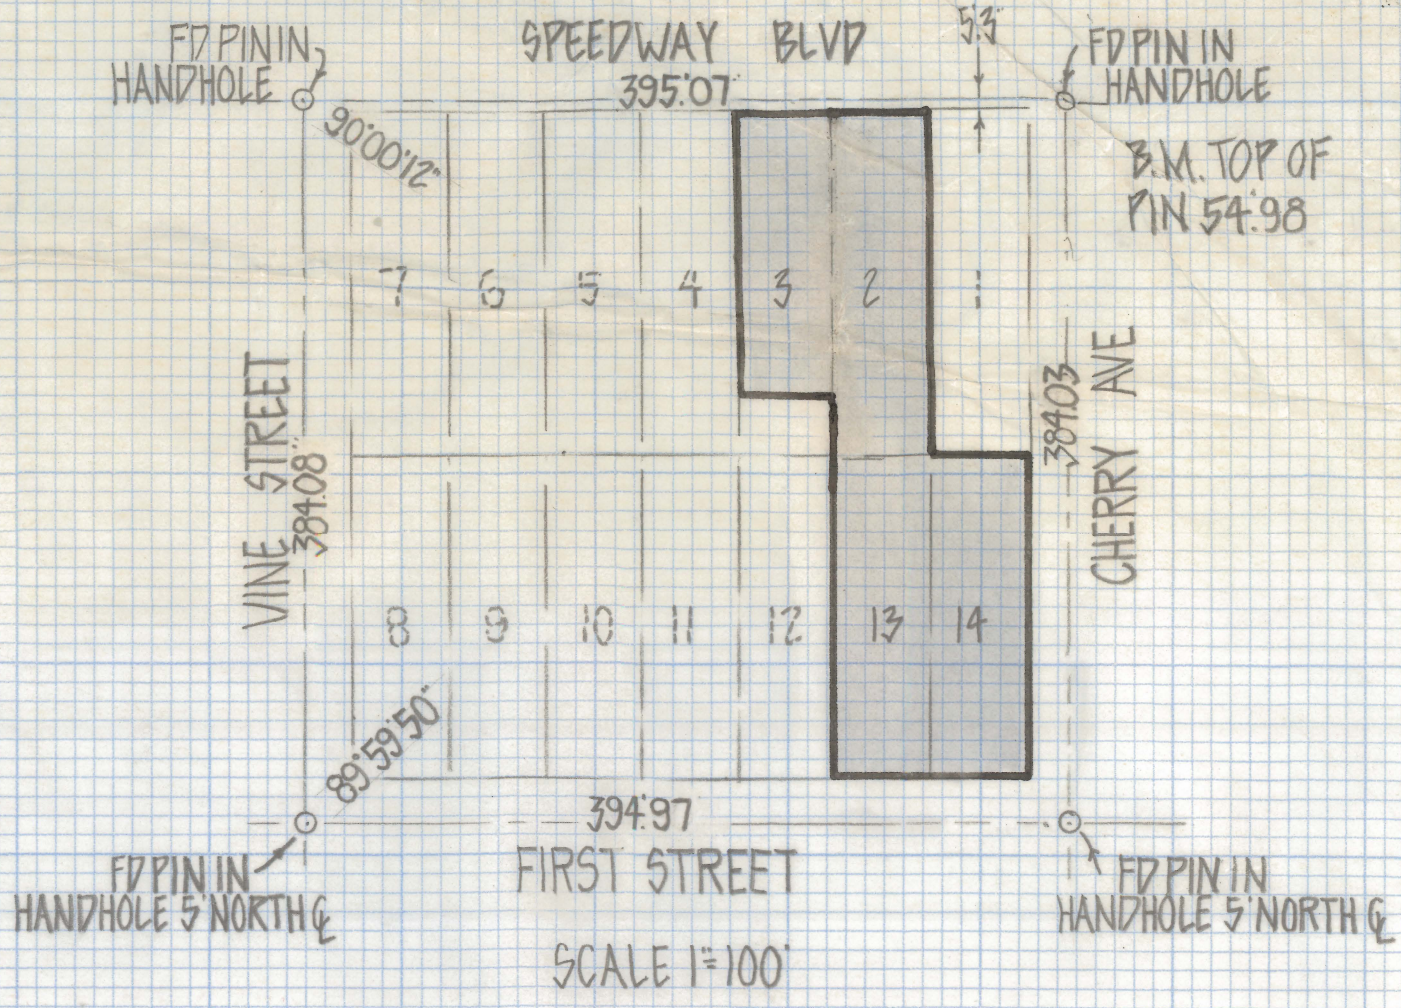 FD PIN IN
HANDHOLE
SPEEDWAY BLVD
395.07'
5.3'
FD PIN IN
HANDHOLE
90°00'12"
B.M. TOP OF
PIN 54.98
7 6 5 4 3 2 1
VINE STREET
384.08'
384.03
CHERRY AVE
8 9 10 11 12 13 14
89°59'50"
394.97
FIRST STREET
FD PIN IN
HANDHOLE 5' NORTH ℄
FD PIN IN
HANDHOLE 5' NORTH ℄
SCALE 1"=100'